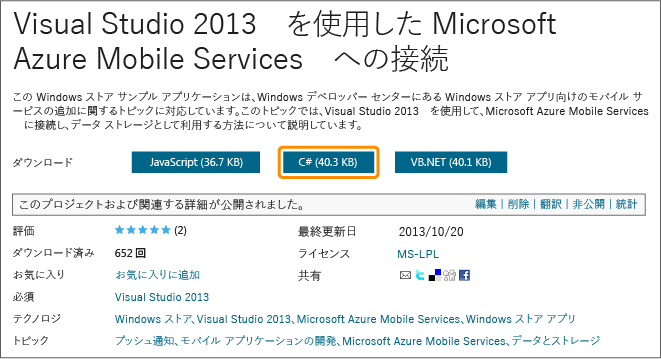 Visual Studio 2013　を使用した Microsoft
Azure Mobile Services　への接続
この Windows ストア サンプル アプリケーションは、Windows デベロッパー センターにある Windows ストア アプリ向けのモバイル サ
ービスの追加に関するトピックに対応しています。このトピックでは、Visual Studio 2013　を使用して、Microsoft Azure Mobile Services
　に接続し、データ ストレージとして利用する方法について説明しています。
ダウンロード JavaScript (36.7 KB) C# (40.3 KB) VB.NET (40.1 KB)
このプロジェクトおよび関連する詳細が公開されました。 編集 | 削除 | 翻訳 | 非公開 | 統計
評価 ★★★★★ (2) 最終更新日 2013/10/20
ダウンロード済み 652 回 ライセンス MS-LPL
お気に入り お気に入りに追加 共有
必須 Visual Studio 2013
テクノロジ Windows ストア、Visual Studio 2013、Microsoft Azure Mobile Services、Windows ストア アプリ
トピック プッシュ通知、モバイル アプリケーションの開発、Microsoft Azure Mobile Services、データとストレージ